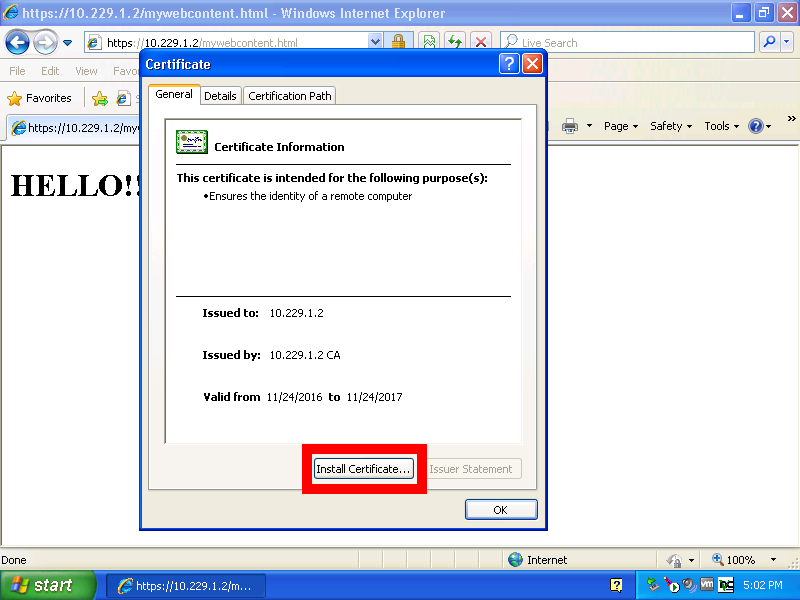 https://10.229.1.2/mywebcontent.html - Windows Internet Explorer
https://10.229.1.2/mywebcontent.html
Live Search
File Edit View Favo
Favorites
https://10.229.1.2/my
Page Safety Tools
HELLO!!
Certificate
General Details Certification Path
Certificate Information
This certificate is intended for the following purpose(s):
•Ensures the identity of a remote computer
Issued to: 10.229.1.2
Issued by: 10.229.1.2 CA
Valid from 11/24/2016 to 11/24/2017
Install Certificate... Issuer Statement
OK
Done Internet 100%
start https://10.229.1.2/m... 5:02 PM